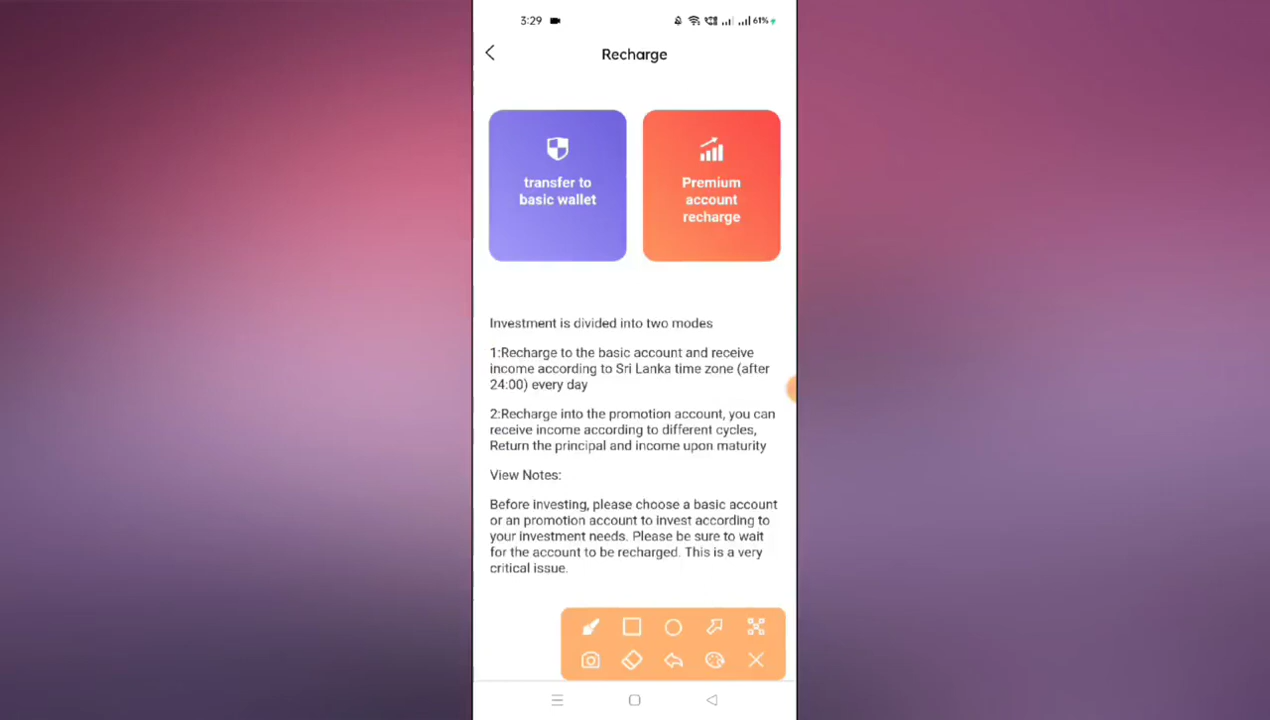 3:29
61%
Recharge
transfer to
basic wallet
Premium
account
recharge
Investment is divided into two modes
1:Recharge to the basic account and receive
income according to Sri Lanka time zone (after
24:00) every day
2:Recharge into the promotion account, you can
receive income according to different cycles,
Return the principal and income upon maturity
View Notes:
Before investing, please choose a basic account
or an promotion account to invest according to
your investment needs. Please be sure to wait
for the account to be recharged. This is a very
critical issue.